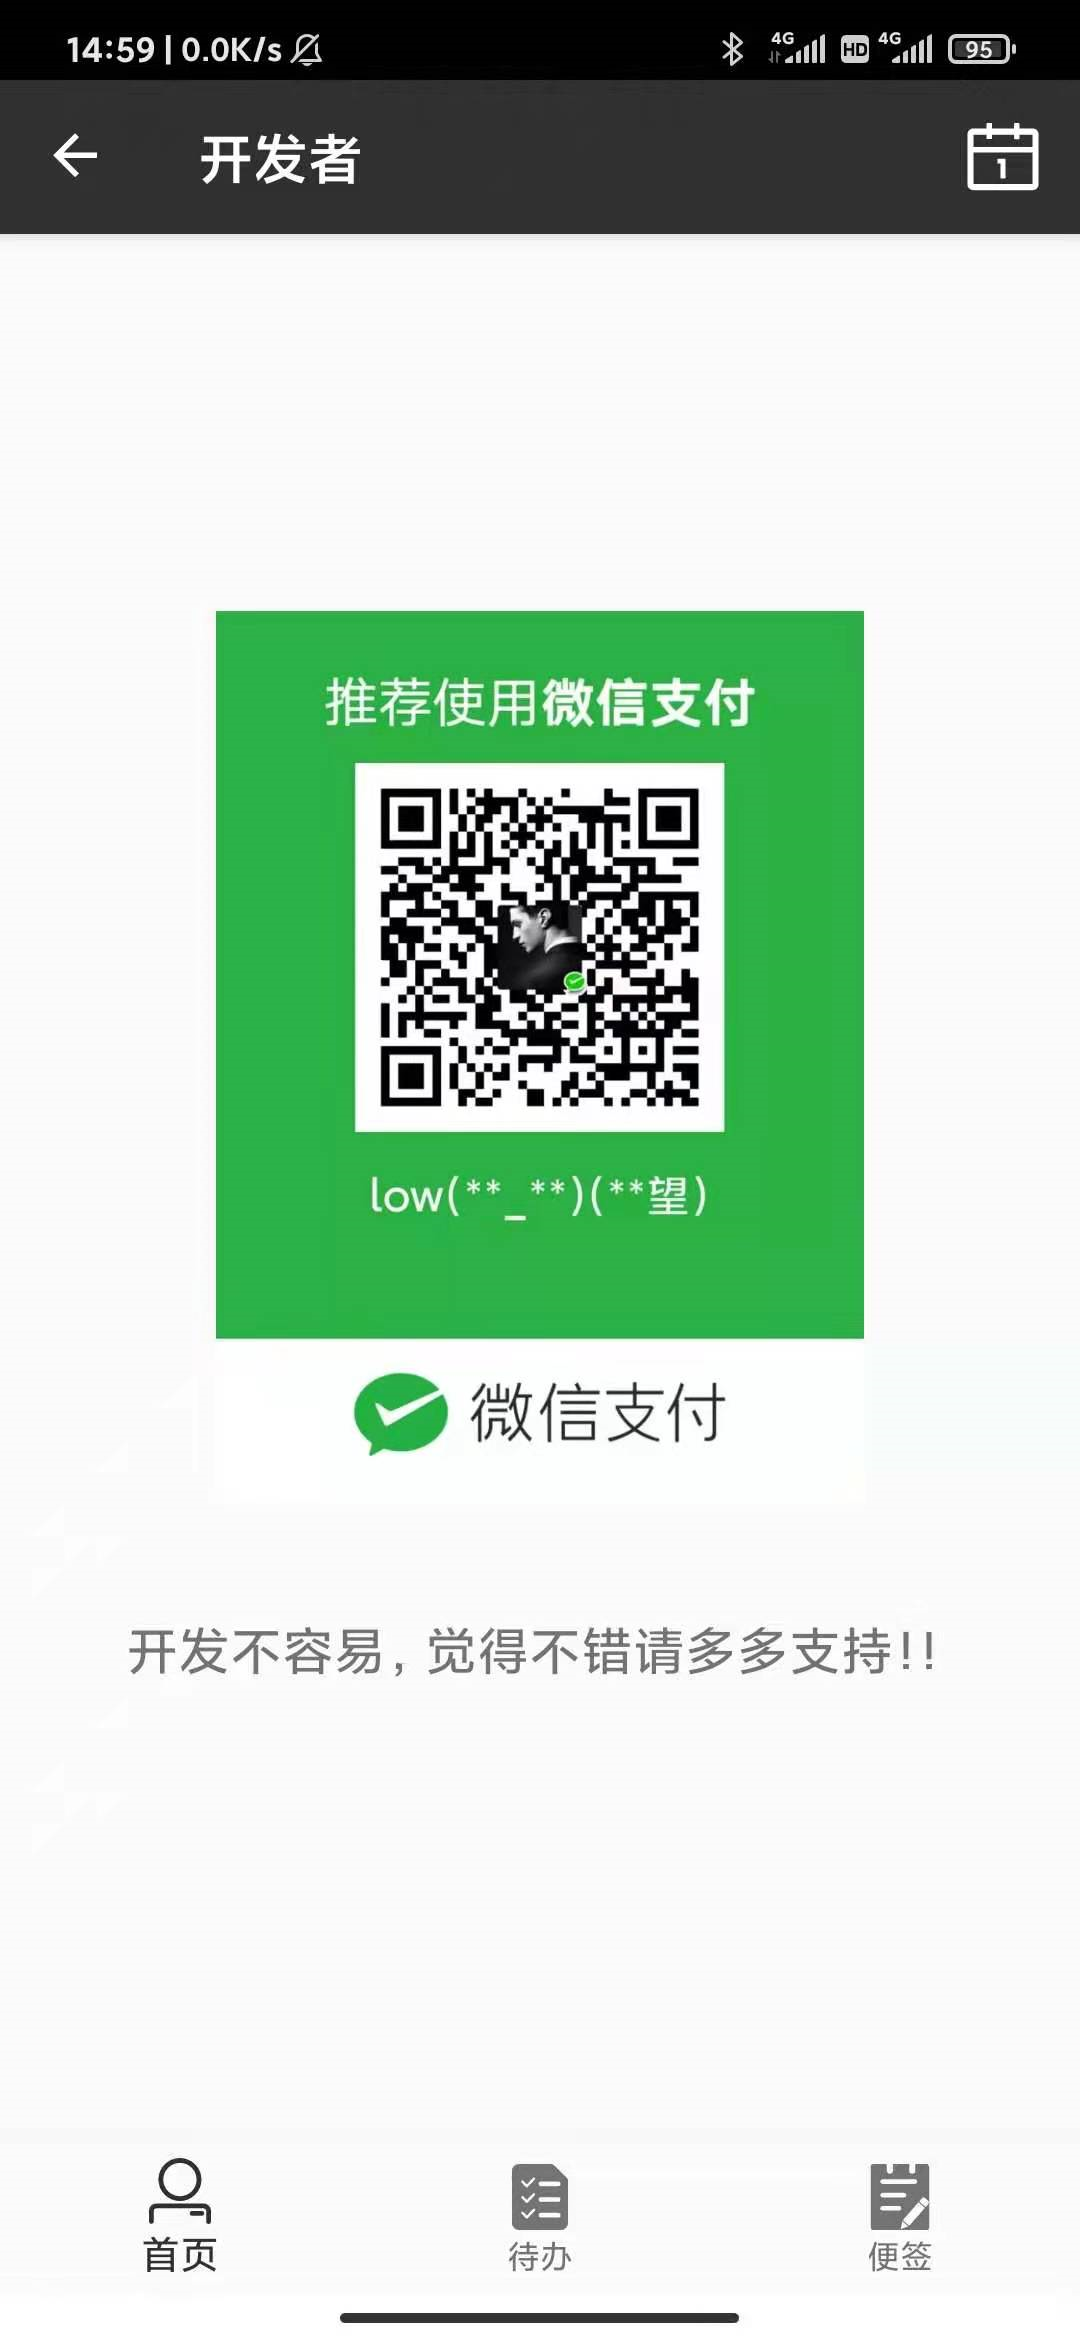 14:59 | 0.0K/s
4G HD 4G 95
开发者
1
推荐使用微信支付
low(**_**)(**望)
微信支付
开发不容易, 觉得不错请多多支持!!
首页
待办
便签